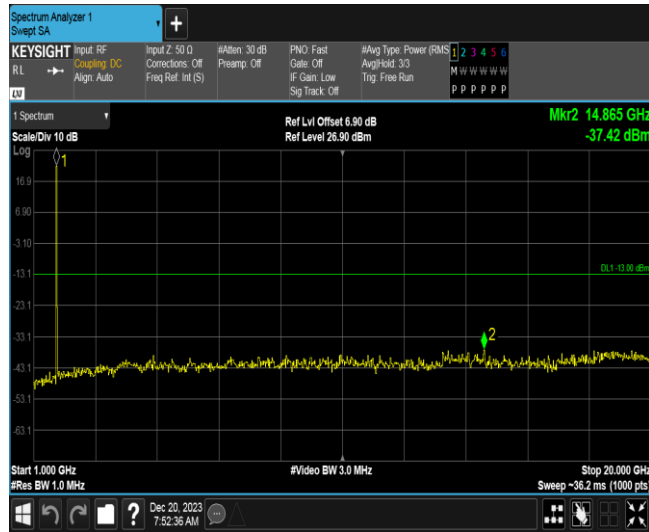 Spectrum Analyzer 1
Swept SA
+
KEYSIGHT Input: RF Input Z: 50 Ω #Atten: 30 dB PNO: Fast #Avg Type: Power (RMS 1 2 3 4 5 6
RL Coupling: DC Corrections: Off Preamp: Off Gate: Off Avg|Hold: 3/3 M W W W W W
Align: Auto Freq Ref: Int (S) IF Gain: Low Trig: Free Run
LXI Sig Track: Off P P P P P P
1 Spectrum Ref Lvl Offset 6.90 dB Mkr2 14.865 GHz
Scale/Div 10 dB Ref Level 26.90 dBm -37.42 dBm
Log
1
16.9
6.90
-3.10
-13.1 DL1 -13.00 dBm
-23.1
-33.1
2
-43.1
-53.1
-63.1
Start 1.000 GHz #Video BW 3.0 MHz Stop 20.000 GHz
#Res BW 1.0 MHz Sweep ~36.2 ms (1000 pts)
? Dec 20, 2023
7:52:36 AM